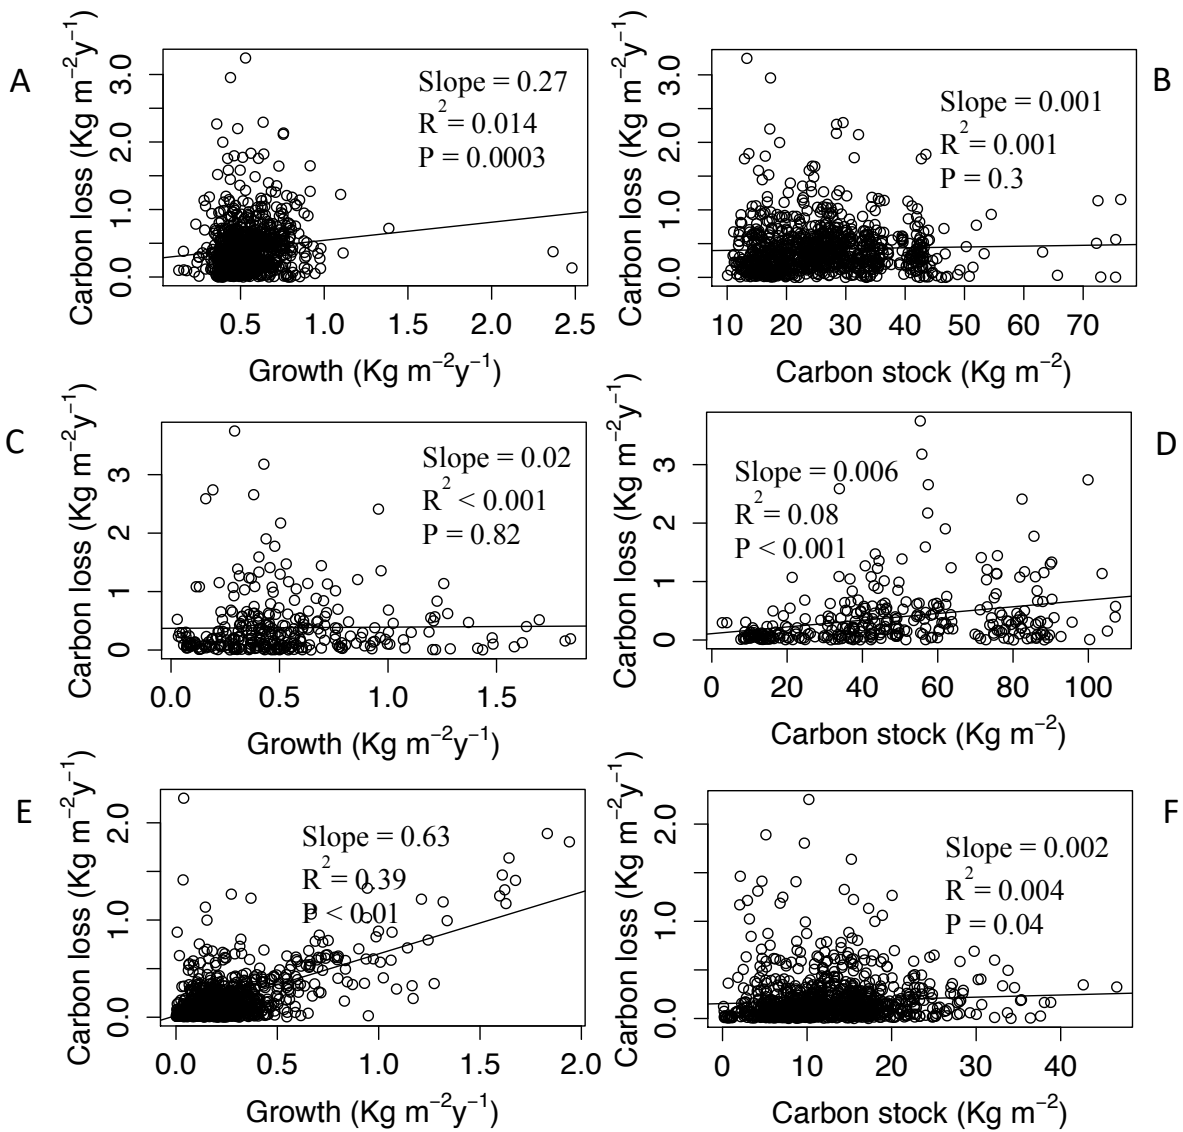 A
Carbon loss (Kg m⁻²y⁻¹)
0.0 1.0 2.0 3.0
Slope = 0.27
R² = 0.014
P = 0.0003
0.5 1.0 1.5 2.0 2.5
Growth (Kg m⁻²y⁻¹)
B
Carbon loss (Kg m⁻²y⁻¹)
0.0 1.0 2.0 3.0
Slope = 0.001
R² = 0.001
P = 0.3
10 20 30 40 50 60 70
Carbon stock (Kg m⁻²)
C
Carbon loss (Kg m⁻²y⁻¹)
0 1 2 3
Slope = 0.02
R² < 0.001
P = 0.82
0.0 0.5 1.0 1.5
Growth (Kg m⁻²y⁻¹)
D
Carbon loss (Kg m⁻²y⁻¹)
0 1 2 3
Slope = 0.006
R² = 0.08
P < 0.001
0 20 40 60 80 100
Carbon stock (Kg m⁻²)
E
Carbon loss (Kg m⁻²y⁻¹)
0.0 1.0 2.0
Slope = 0.63
R² = 0.39
P < 0.01
0.0 0.5 1.0 1.5 2.0
Growth (Kg m⁻²y⁻¹)
F
Carbon loss (Kg m⁻²y⁻¹)
0.0 1.0 2.0
Slope = 0.002
R² = 0.004
P = 0.04
0 10 20 30 40
Carbon stock (Kg m⁻²)